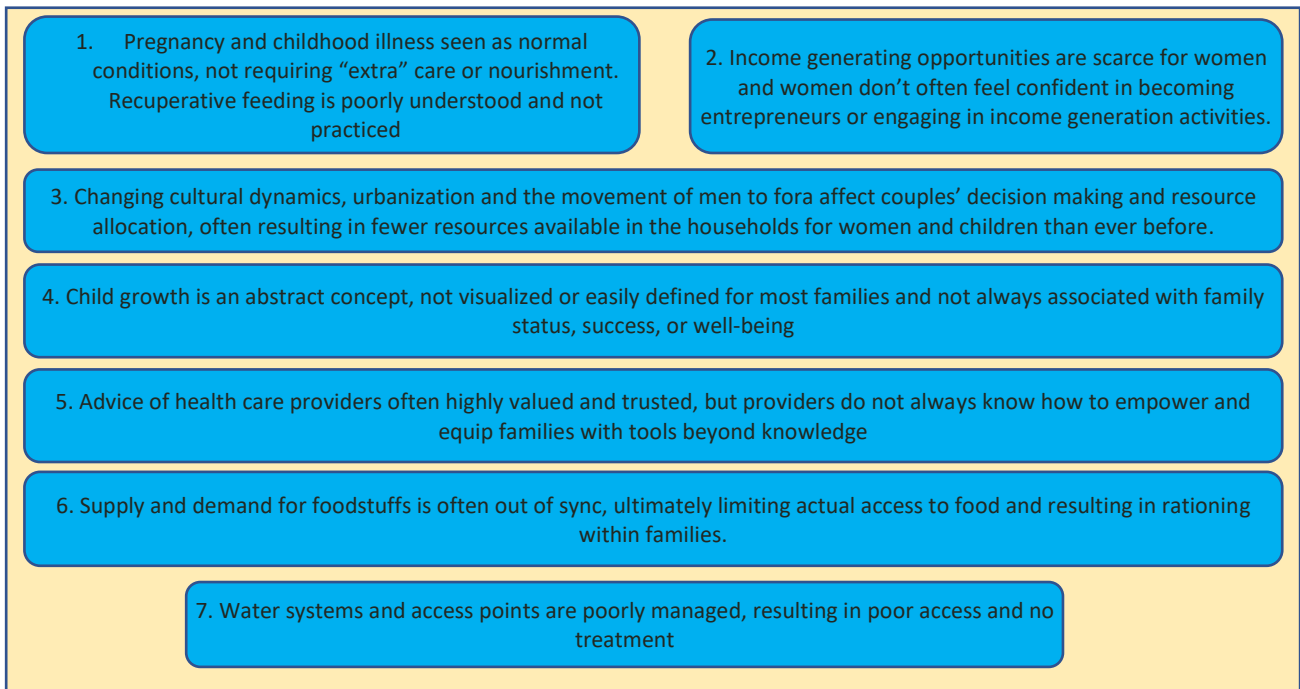 1. Pregnancy and childhood illness seen as normal
conditions, not requiring “extra” care or nourishment.
Recuperative feeding is poorly understood and not
practiced
2. Income generating opportunities are scarce for women
and women don’t often feel confident in becoming
entrepreneurs or engaging in income generation activities.
3. Changing cultural dynamics, urbanization and the movement of men to fora affect couples’ decision making and resource
allocation, often resulting in fewer resources available in the households for women and children than ever before.
4. Child growth is an abstract concept, not visualized or easily defined for most families and not always associated with family
status, success, or well-being
5. Advice of health care providers often highly valued and trusted, but providers do not always know how to empower and
equip families with tools beyond knowledge
6. Supply and demand for foodstuffs is often out of sync, ultimately limiting actual access to food and resulting in rationing
within families.
7. Water systems and access points are poorly managed, resulting in poor access and no
treatment